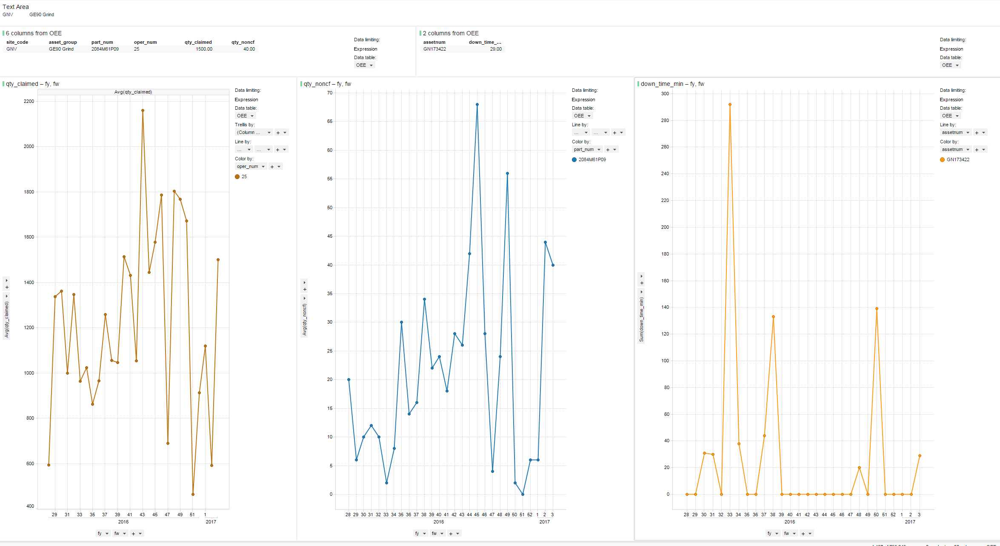 Text Area
GNV GE90 Grind
6 columns from OEE
site_code asset_group part_num oper_num qty_claimed qty_noncf
GNV GE90 Grind 2084M61P09 25 1500.00 40.00
Data limiting:
Expression
Data table:
OEE
2 columns from OEE
assetnum down_time_...
GN173422 29.00
Data limiting:
Expression
Data table:
OEE
qty_claimed – fy, fw
Avg(qty_claimed)
2200
2000
1800
1600
1400
1200
1000
800
600
400
+
Avg(qty_claimed)
29 31 33 35 37 39 41 43 45 47 49 51 1
2016 2017
fy fw +
Data limiting:
Expression
Data table:
OEE
Trellis by:
(Column ... +
Line by:
... ... +
Color by:
oper_num +
25
qty_noncf – fy, fw
70
65
60
55
50
45
40
35
30
25
20
15
10
5
0
+
Avg(qty_noncf)
28 29 30 31 32 33 34 35 36 37 38 39 40 41 42 43 44 45 46 47 48 49 50 51 52 1 2 3
2016 2017
fy fw +
Data limiting:
Expression
Data table:
OEE
Line by:
... ... +
Color by:
part_num +
2084M61P09
down_time_min – fy, fw
300
280
260
240
220
200
180
160
140
120
100
80
60
40
20
0
+
Sum(down_time_min)
28 29 30 31 32 33 34 35 36 37 38 39 40 41 42 43 44 45 46 47 48 49 50 51 52 1 2 3
2016 2017
fy fw +
Data limiting:
Expression
Data table:
OEE
Line by:
assetnum +
Color by:
assetnum +
GN173422